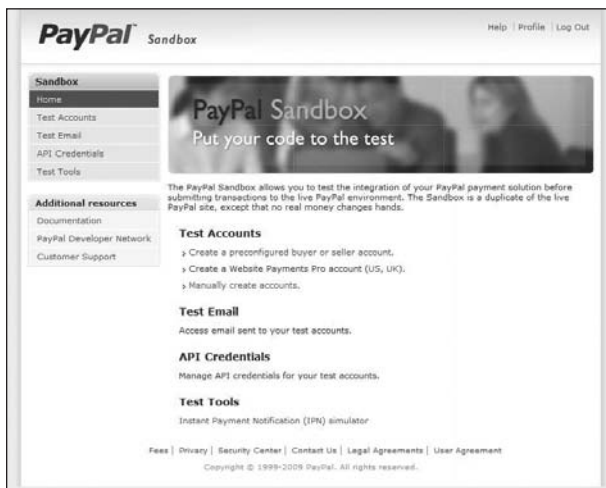 PayPal Sandbox
Help | Profile | Log Out
Sandbox
Home
Test Accounts
Test Email
API Credentials
Test Tools
Additional resources
Documentation
PayPal Developer Network
Customer Support
PayPal Sandbox
Put your code to the test
The PayPal Sandbox allows you to test the integration of your PayPal payment solution before
submitting transactions to the live PayPal environment. The Sandbox is a duplicate of the live
PayPal site, except that no real money changes hands.
Test Accounts
› Create a preconfigured buyer or seller account.
› Create a Website Payments Pro account (US, UK).
› Manually create accounts.
Test Email
Access email sent to your test accounts.
API Credentials
Manage API credentials for your test accounts.
Test Tools
Instant Payment Notification (IPN) simulator
Fees | Privacy | Security Center | Contact Us | Legal Agreements | User Agreement
Copyright © 1999-2009 PayPal. All rights reserved.